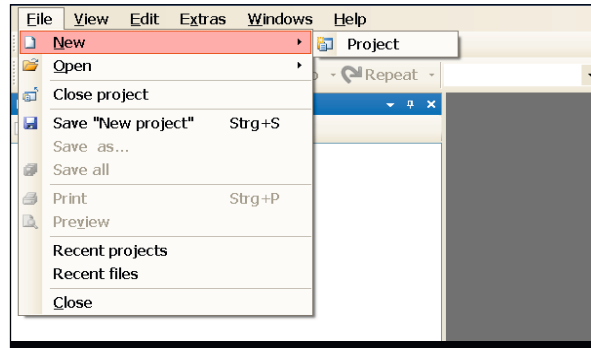 File View Edit Extras Windows Help
New Project
Open
Repeat
Close project
Save "New project" Strg+S
Save as...
Save all
Print Strg+P
Preview
Recent projects
Recent files
Close